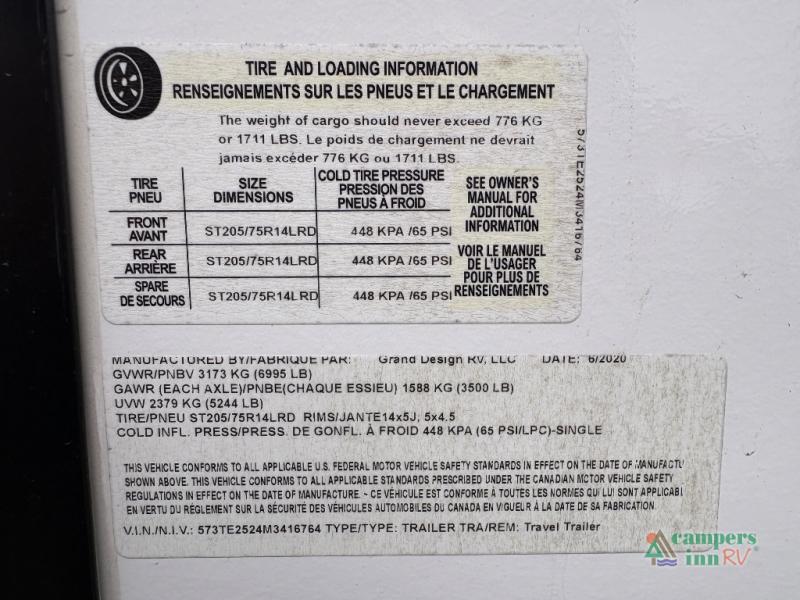 TIRE AND LOADING INFORMATION
RENSEIGNEMENTS SUR LES PNEUS ET LE CHARGEMENT
The weight of cargo should never exceed 776 KG
or 1711 LBS. Le poids de chargement ne devrait
jamais excéder 776 KG ou 1711 LBS.
TIRE PNEU
SIZE DIMENSIONS
COLD TIRE PRESSURE PRESSION DES PNEUS À FROID
SEE OWNER'S MANUAL FOR ADDITIONAL INFORMATION
FRONT AVANT ST205/75R14LRD 448 KPA /65 PSI
REAR ARRIÈRE ST205/75R14LRD 448 KPA /65 PSI
SPARE DE SECOURS ST205/75R14LRD 448 KPA /65 PSI
VOIR LE MANUEL DE L'USAGER POUR PLUS DE RENSEIGNEMENTS
573TE2524M3416764
MANUFACTURED BY/FABRIQUE PAR: Grand Design RV, LLC DATE: 6/2020
GVWR/PNBV 3173 KG (6995 LB)
GAWR (EACH AXLE)/PNBE(CHAQUE ESSIEU) 1588 KG (3500 LB)
UVW 2379 KG (5244 LB)
TIRE/PNEU ST205/75R14LRD RIMS/JANTE14x5J; 5x4.5
COLD INFL. PRESS/PRESS. DE GONFL. À FROID 448 KPA (65 PSI/LPC)-SINGLE
THIS VEHICLE CONFORMS TO ALL APPLICABLE U.S. FEDERAL MOTOR VEHICLE SAFETY STANDARDS IN EFFECT ON THE DATE OF MANUFACTU
SHOWN ABOVE. THIS VEHICLE CONFORMS TO ALL APPLICABLE STANDARDS PRESCRIBED UNDER THE CANADIAN MOTOR VEHICLE SAFETY
REGULATIONS IN EFFECT ON THE DATE OF MANUFACTURE. ~ CE VÉHICULE EST CONFORME À TOUTES LES NORMES QUI LUI SONT APPLICABL
EN VERTU DU RÉGLEMENT SUR LA SÉCURITÉ DES VÉHICULES AUTOMOBILES DU CANADA EN VIGUEUR À LA DATE DE SA FABRICATION.
V.I.N./N.I.V.: 573TE2524M3416764 TYPE/TYPE: TRAILER TRA/REM: Travel Trailer
campers
inn RV